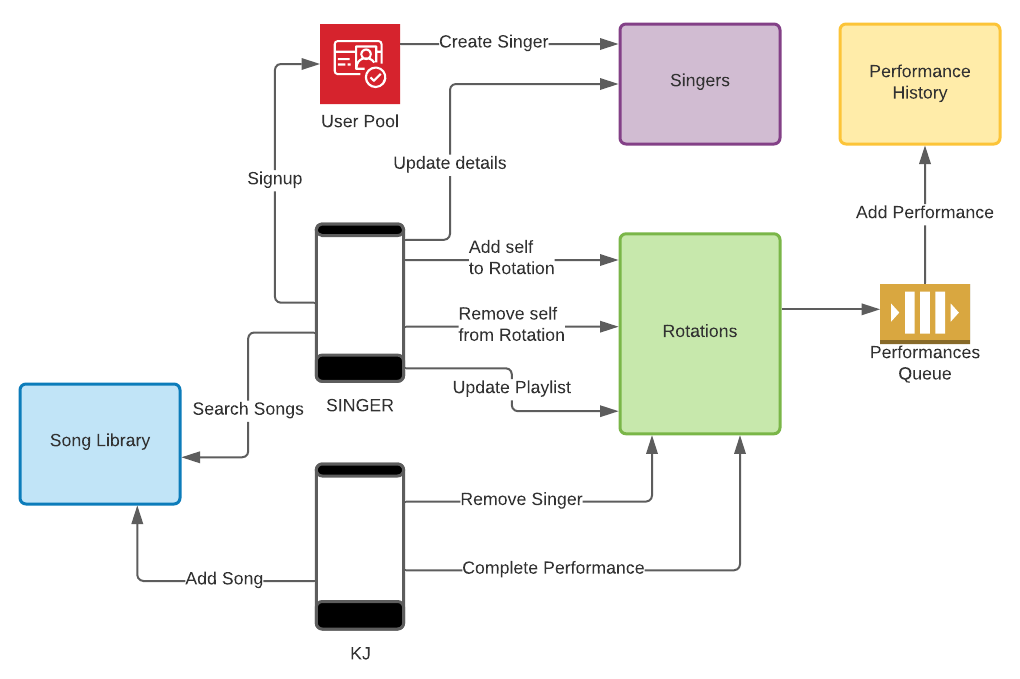 Create Singer
Singers
Performance
History
User Pool
Update details
Signup
Add Performance
Add self
to Rotation
Remove self
from Rotation
Rotations
Performances
Queue
Update Playlist
SINGER
Search Songs
Song Library
Remove Singer
Complete Performance
Add Song
KJ